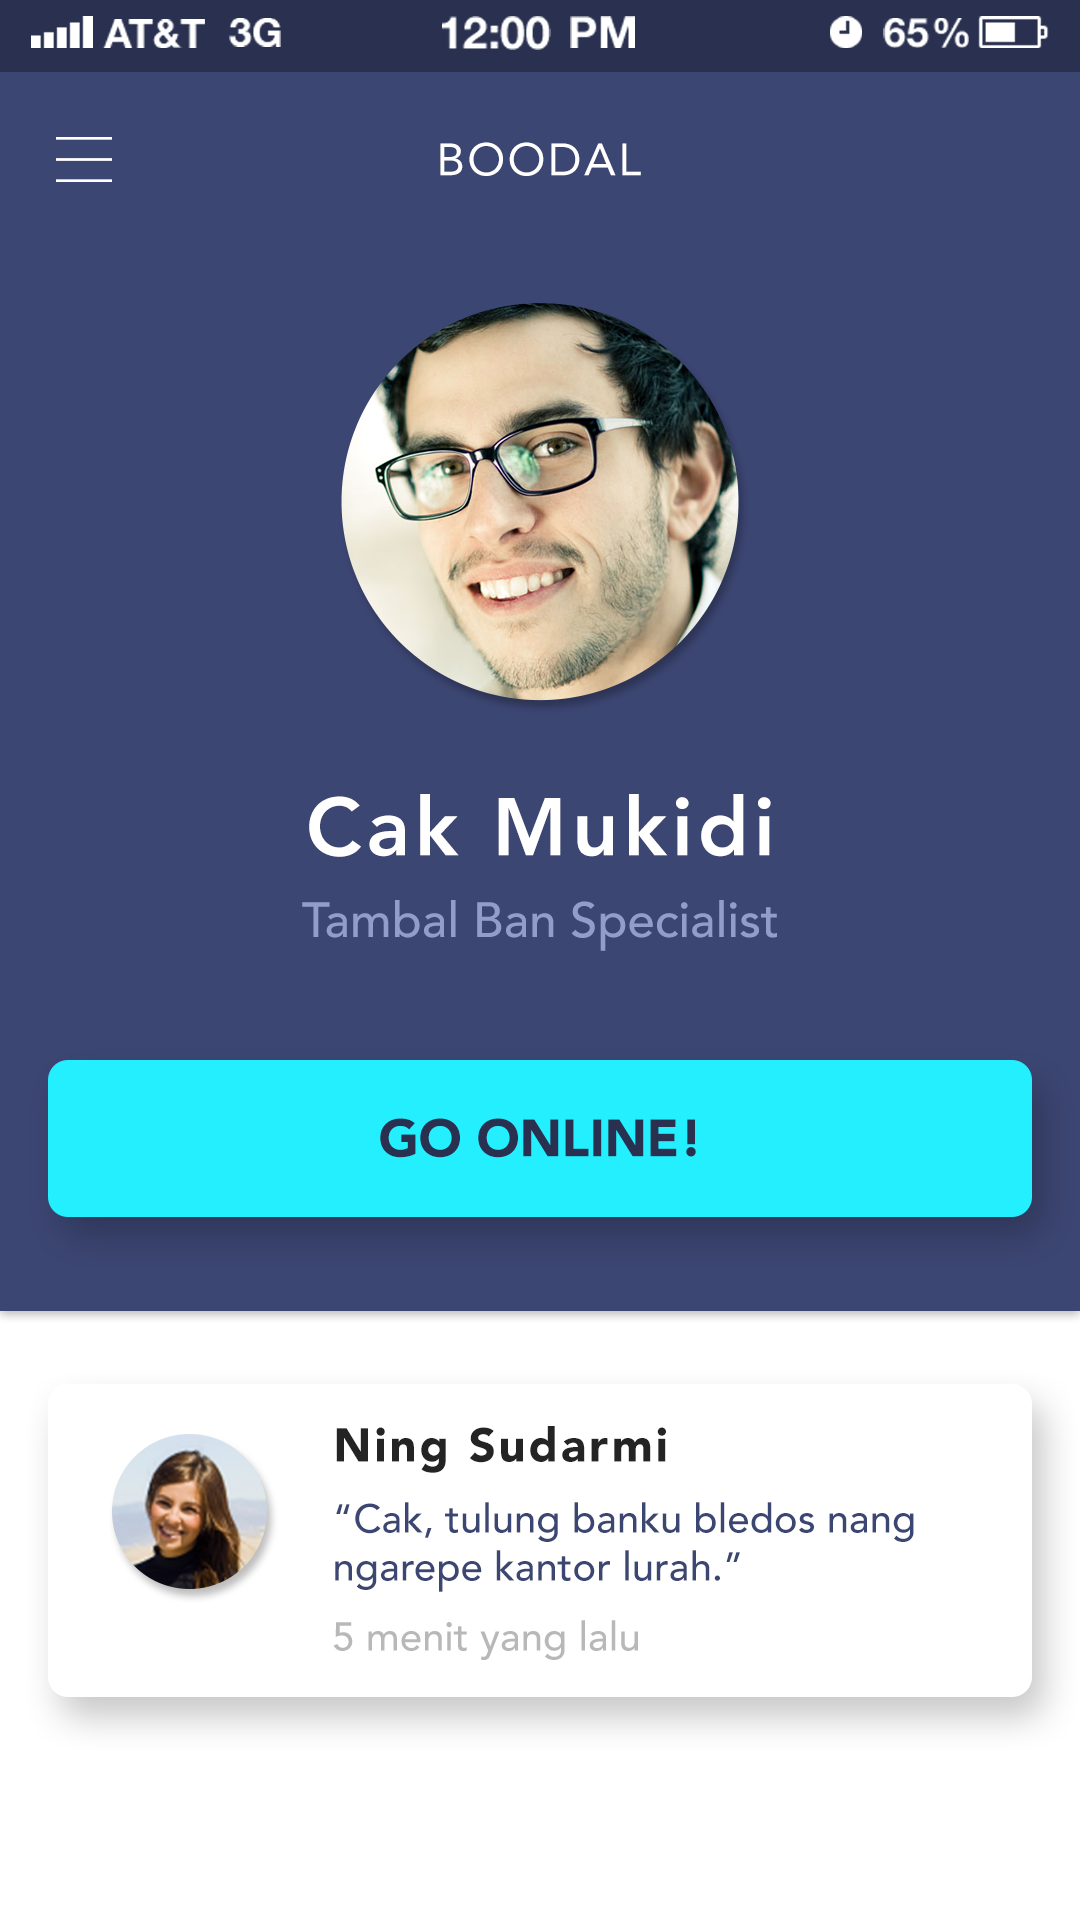 AT&T 3G 12:00 PM 65%
BOODAL
Cak Mukidi
Tambal Ban Specialist
GO ONLINE!
Ning Sudarmi
“Cak, tulung banku bledos nang
ngarepe kantor lurah.”
5 menit yang lalu